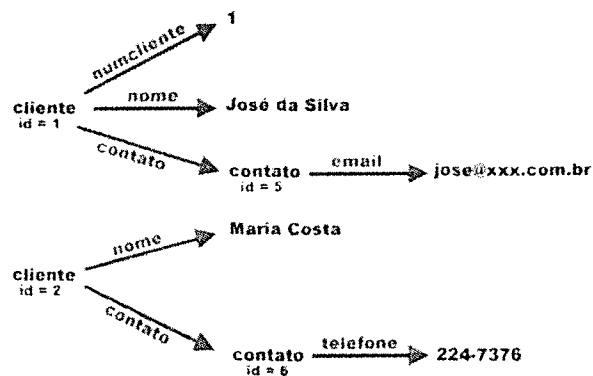 1
numcliente
cliente
id = 1
nome
José da Silva
contato
contato
id = 5
email
jose@xxx.com.br
nome
Maria Costa
cliente
id = 2
contato
contato
id = 6
telefone
224-7376